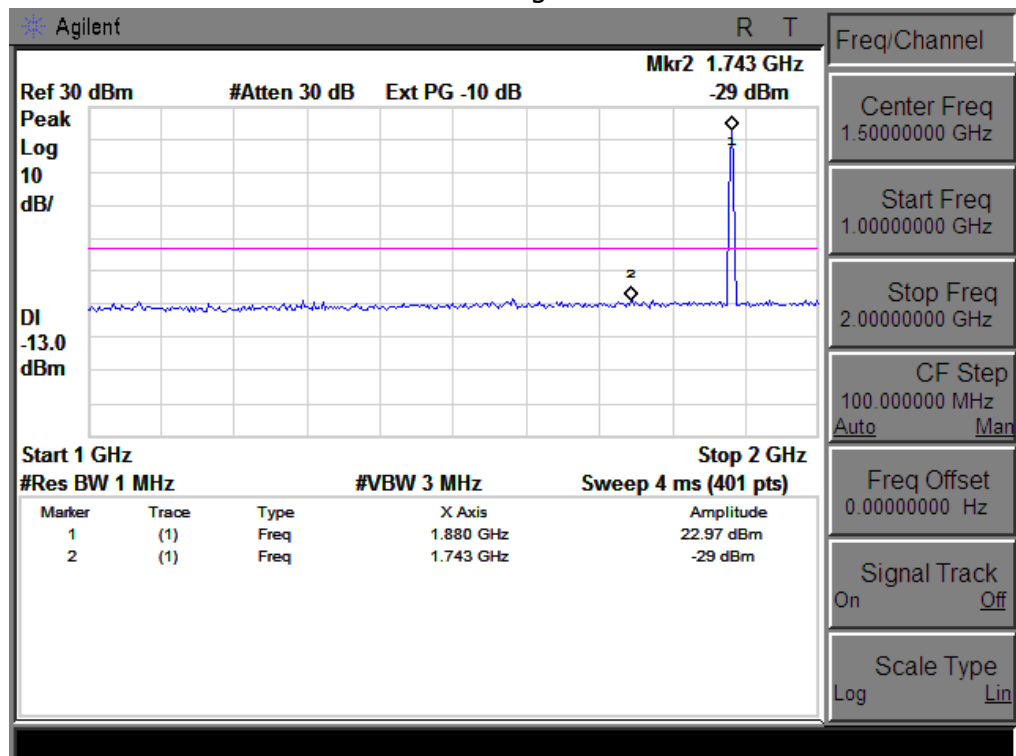 Agilent
R T
Mkr2 1.743 GHz
Ref 30 dBm #Atten 30 dB Ext PG -10 dB -29 dBm
Peak
Log
10
dB/
1
2
DI
-13.0
dBm
Start 1 GHz Stop 2 GHz
#Res BW 1 MHz #VBW 3 MHz Sweep 4 ms (401 pts)
Marker Trace Type X Axis Amplitude
1 (1) Freq 1.880 GHz 22.97 dBm
2 (1) Freq 1.743 GHz -29 dBm
Freq/Channel
Center Freq
1.50000000 GHz
Start Freq
1.00000000 GHz
Stop Freq
2.00000000 GHz
CF Step
100.000000 MHz
Auto Man
Freq Offset
0.00000000 Hz
Signal Track
On Off
Scale Type
Log Lin